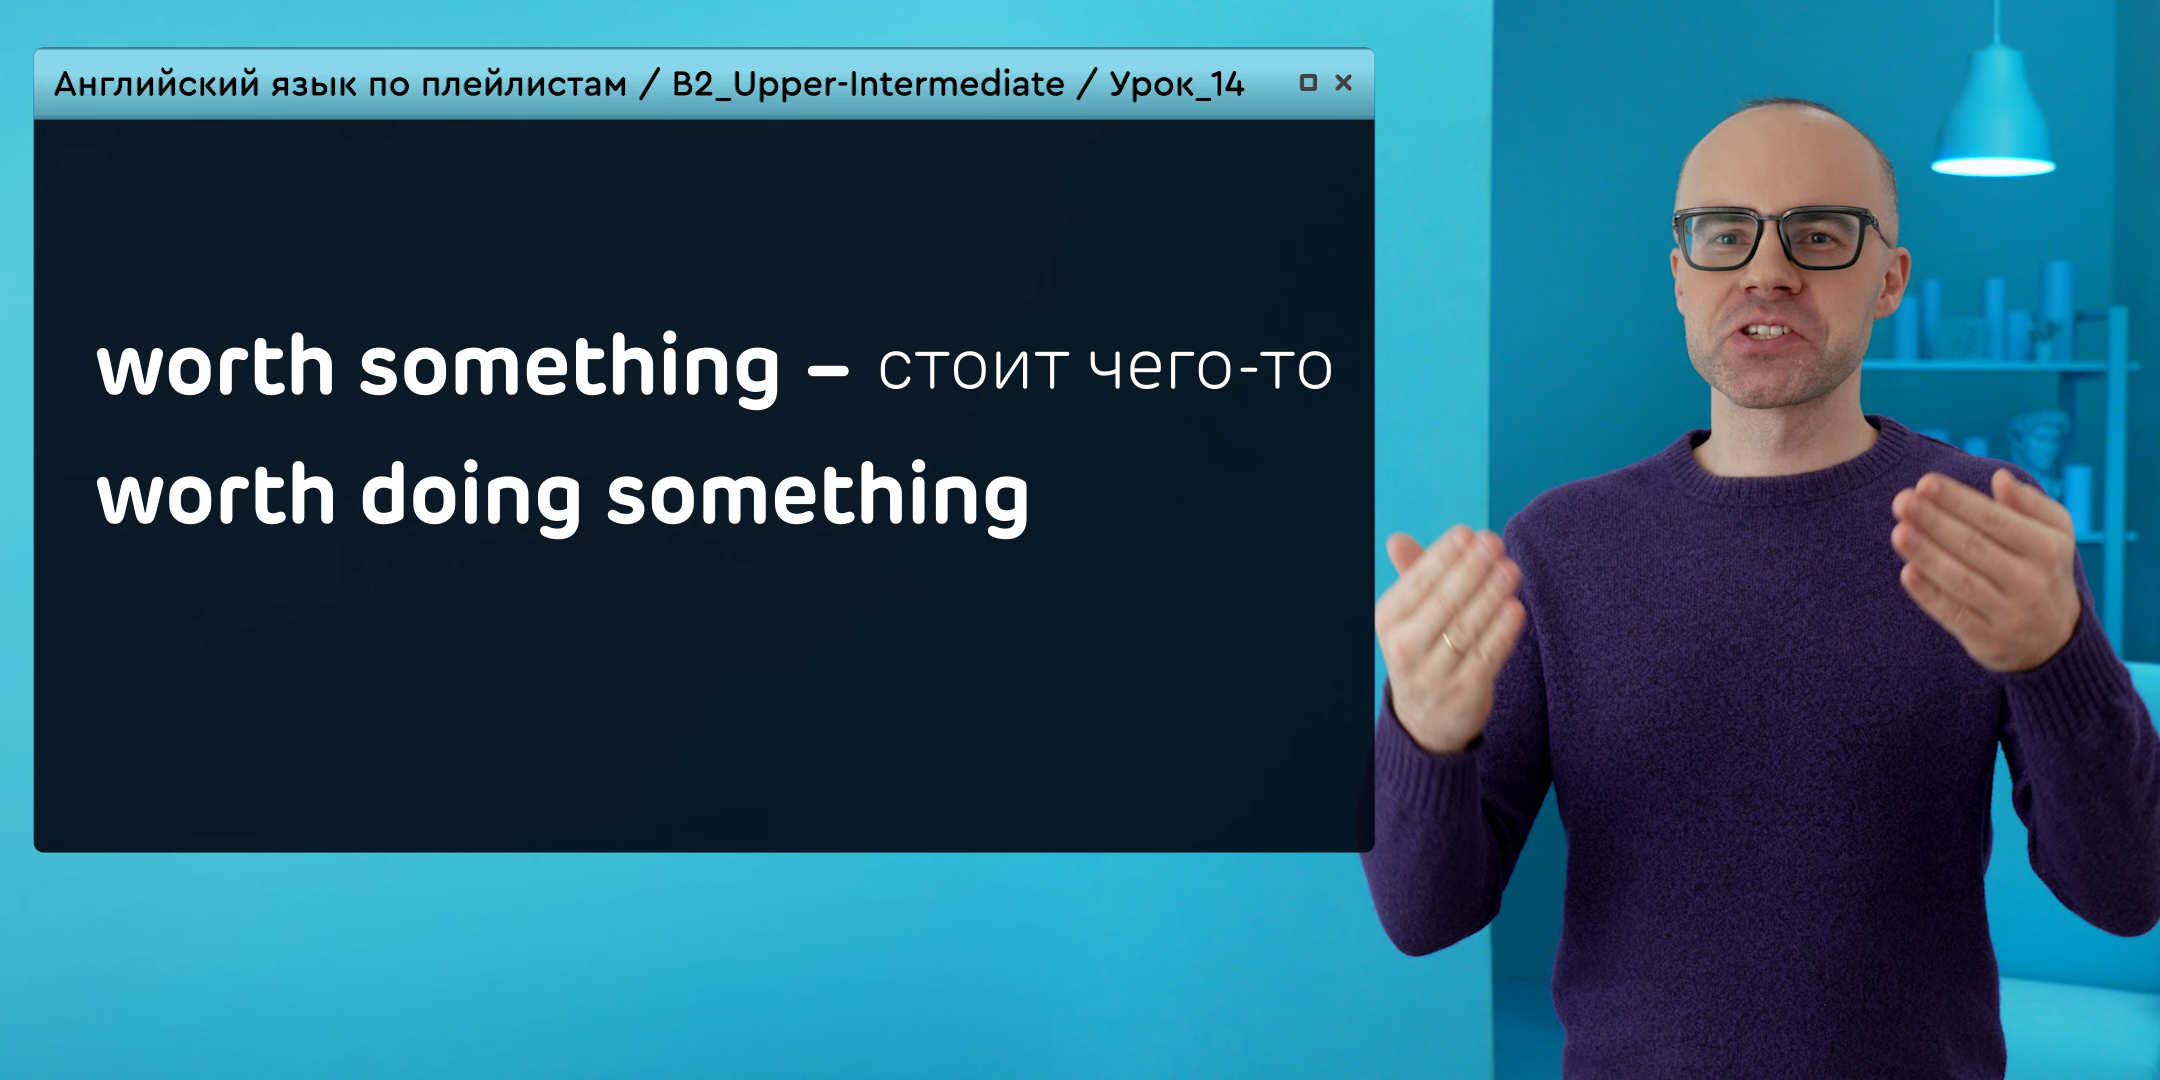 Английский язык по плейлистам / B2_Upper-Intermediate / Урок_14
worth something – стоит чего-то
worth doing something